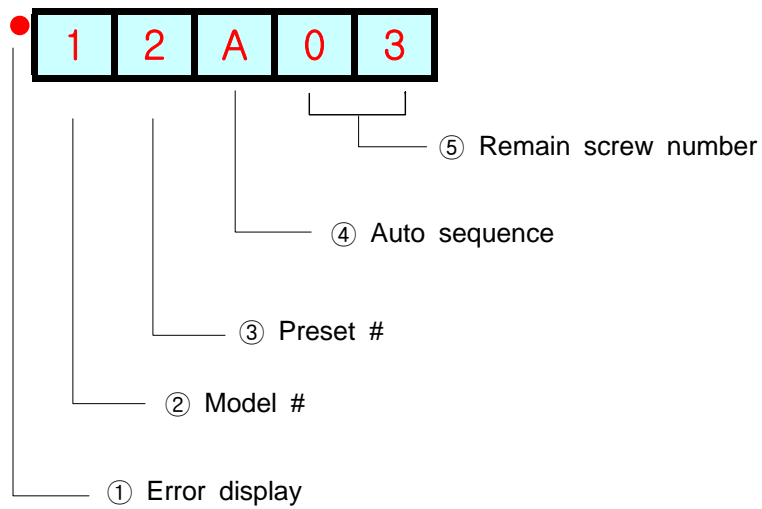 1 2 A 0 3
⑤ Remain screw number
④ Auto sequence
③ Preset #
② Model #
① Error display